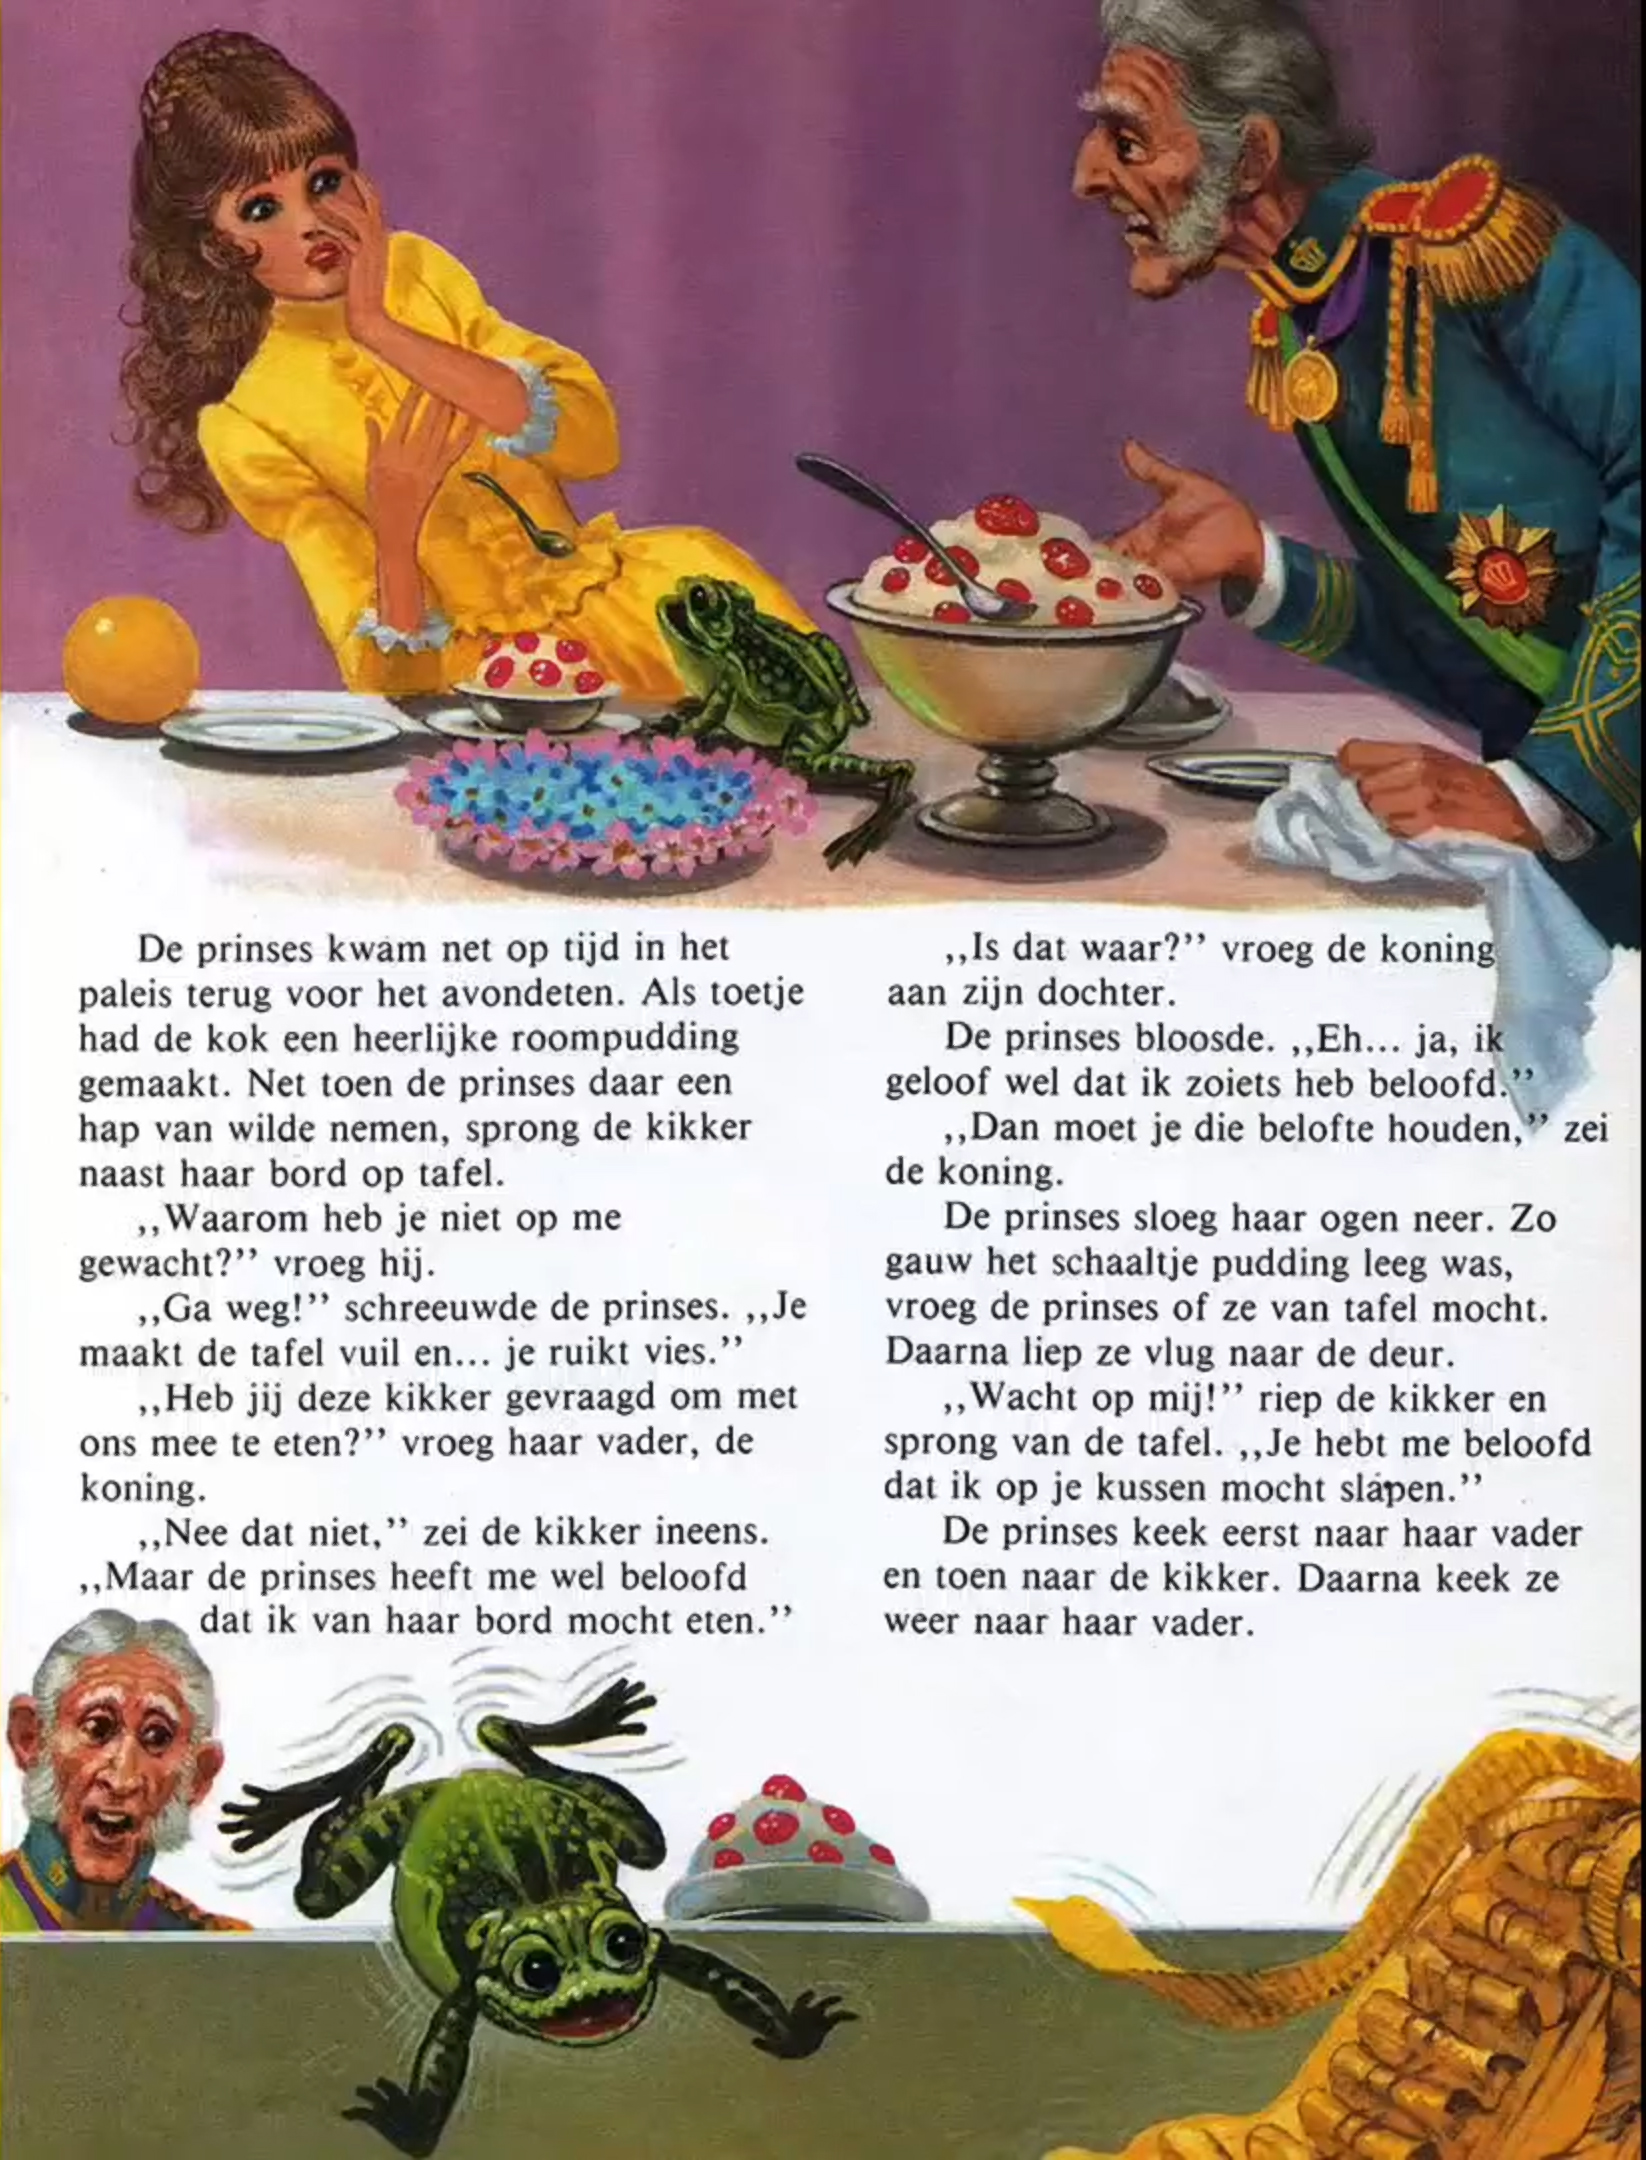 De prinses kwam net op tijd in het
paleis terug voor het avondeten. Als toetje
had de kok een heerlijke roompudding
gemaakt. Net toen de prinses daar een
hap van wilde nemen, sprong de kikker
naast haar bord op tafel.
,,Waarom heb je niet op me
gewacht?’’ vroeg hij.
,,Ga weg!’’ schreeuwde de prinses. ,,Je
maakt de tafel vuil en... je ruikt vies.’’
,,Heb jij deze kikker gevraagd om met
ons mee te eten?’’ vroeg haar vader, de
koning.
,,Nee dat niet,’’ zei de kikker ineens.
,,Maar de prinses heeft me wel beloofd
dat ik van haar bord mocht eten.’’
,,Is dat waar?’’ vroeg de koning
aan zijn dochter.
De prinses bloosde. ,,Eh... ja, ik
geloof wel dat ik zoiets heb beloofd.’’
,,Dan moet je die belofte houden,’’ zei
de koning.
De prinses sloeg haar ogen neer. Zo
gauw het schaaltje pudding leeg was,
vroeg de prinses of ze van tafel mocht.
Daarna liep ze vlug naar de deur.
,,Wacht op mij!’’ riep de kikker en
sprong van de tafel. ,,Je hebt me beloofd
dat ik op je kussen mocht slapen.’’
De prinses keek eerst naar haar vader
en toen naar de kikker. Daarna keek ze
weer naar haar vader.